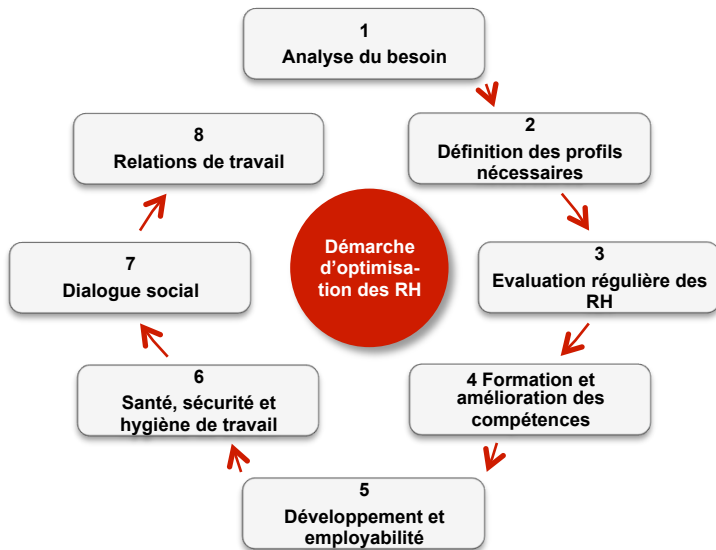 1
Analyse du besoin
2
Définition des profils
nécessaires
3
Evaluation régulière des
RH
4 Formation et
amélioration des
compétences
5
Développement et
employabilité
6
Santé, sécurité et
hygiène de travail
7
Dialogue social
8
Relations de travail
Démarche
d’optimisa-
tion des RH